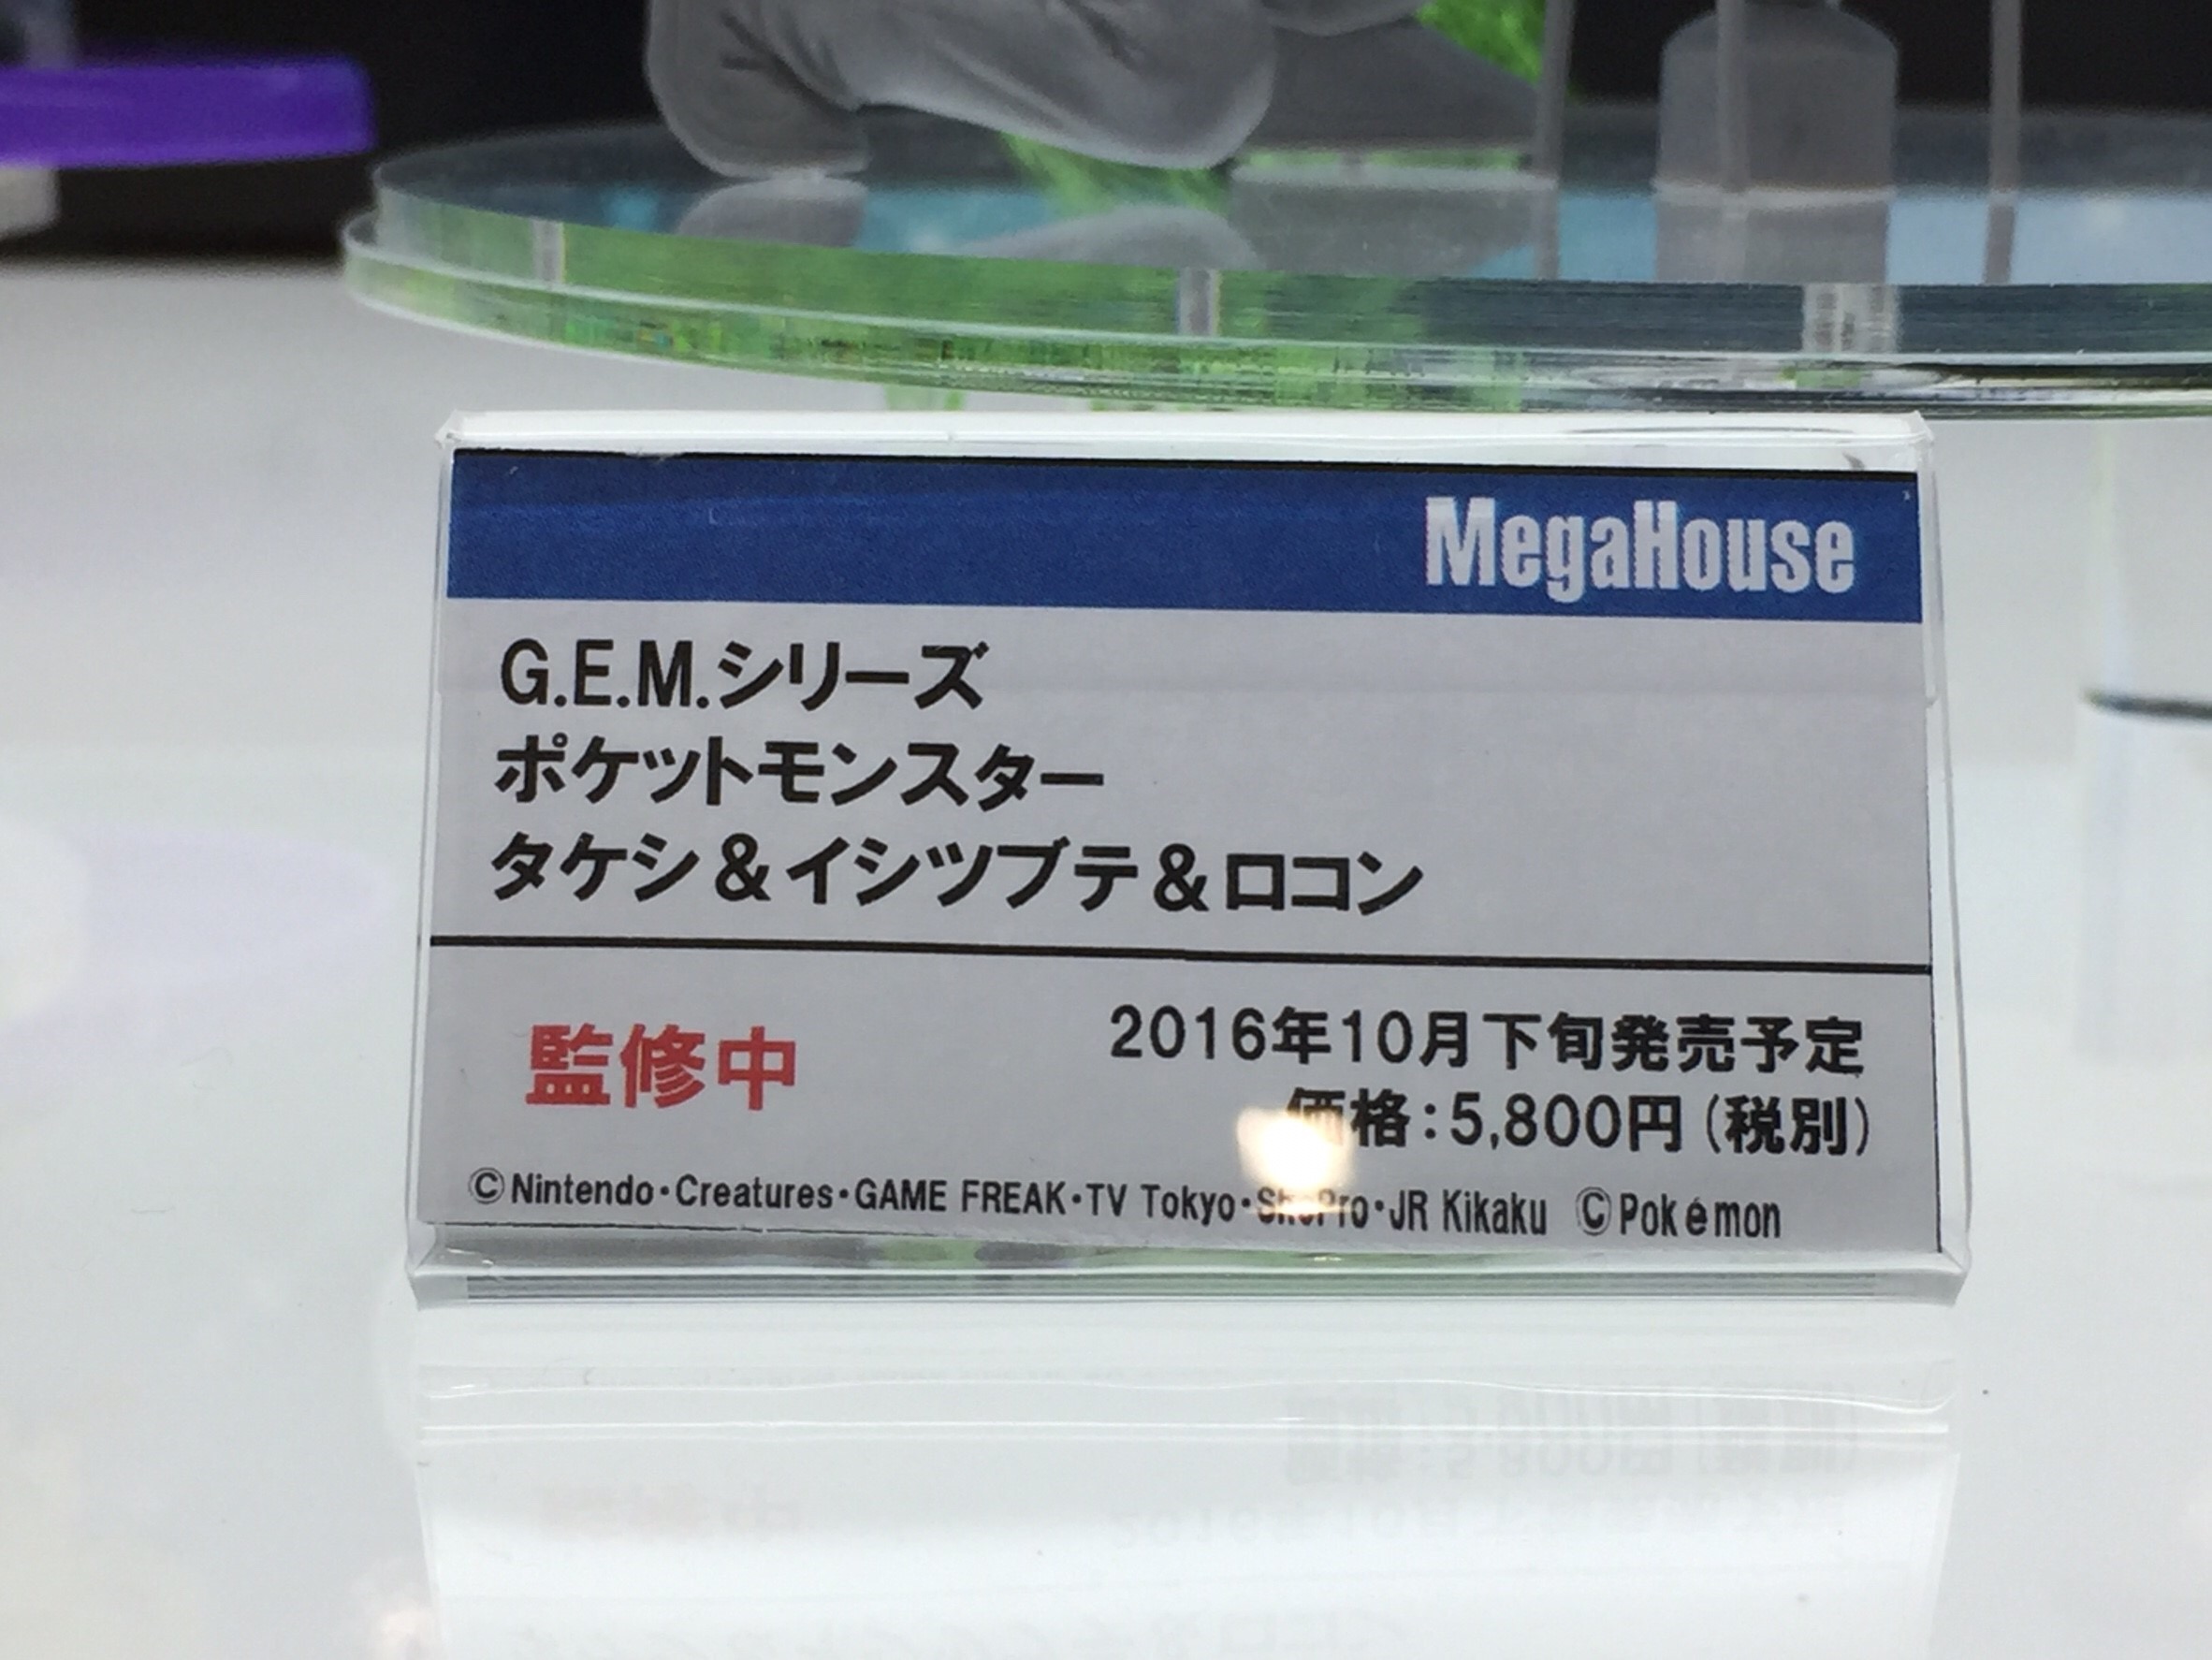 MegaHouse
G.E.M.シリーズ
ポケットモンスター
タケシ&イシツブテ&ロコン
監修中
2016年10月下旬発売予定
価格:5,800円(税別)
©Nintendo・Creatures・GAME FREAK・TV Tokyo・ShoPro・JR Kikaku ©Pokémon